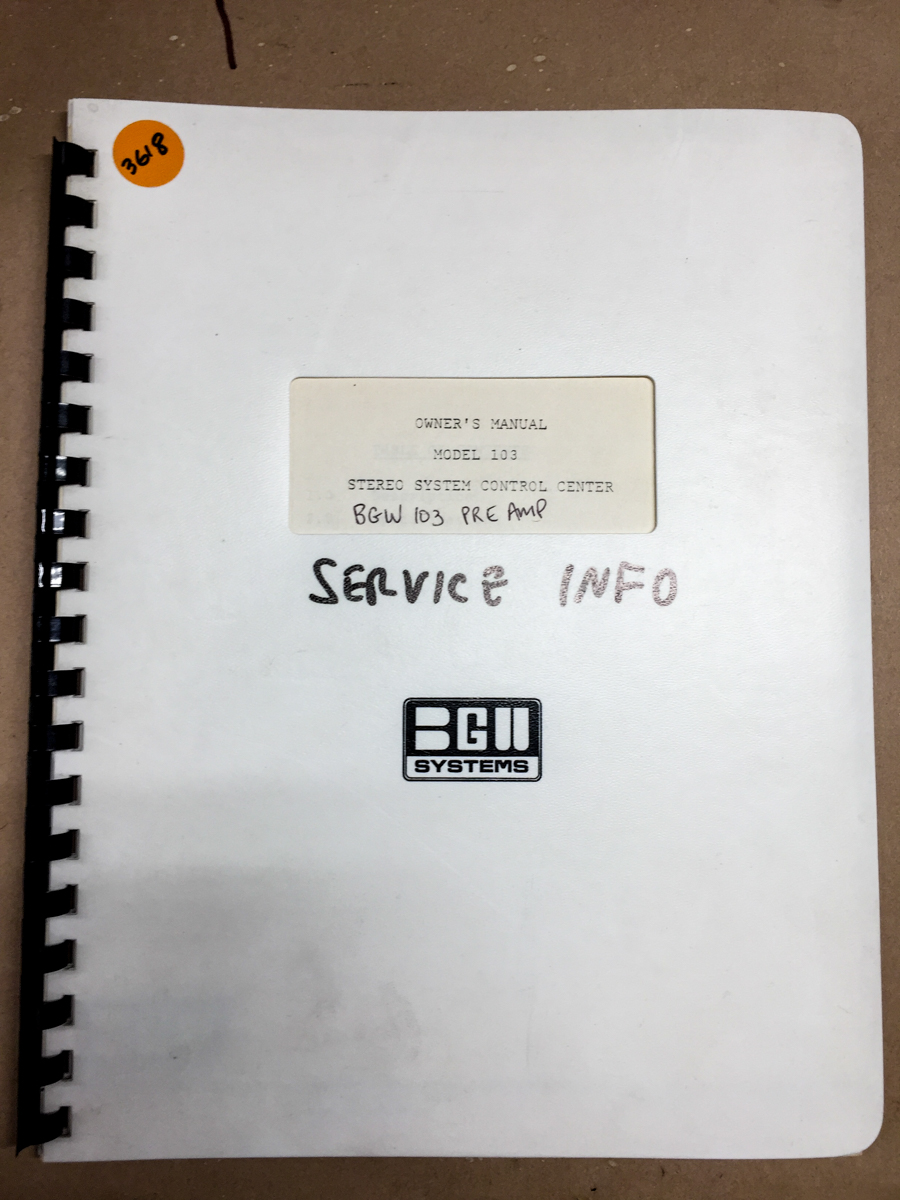 3618
OWNER'S MANUAL
MODEL 103
STEREO SYSTEM CONTROL CENTER
BGW 103 PRE AMP
SERVICE INFO
BGW
SYSTEMS